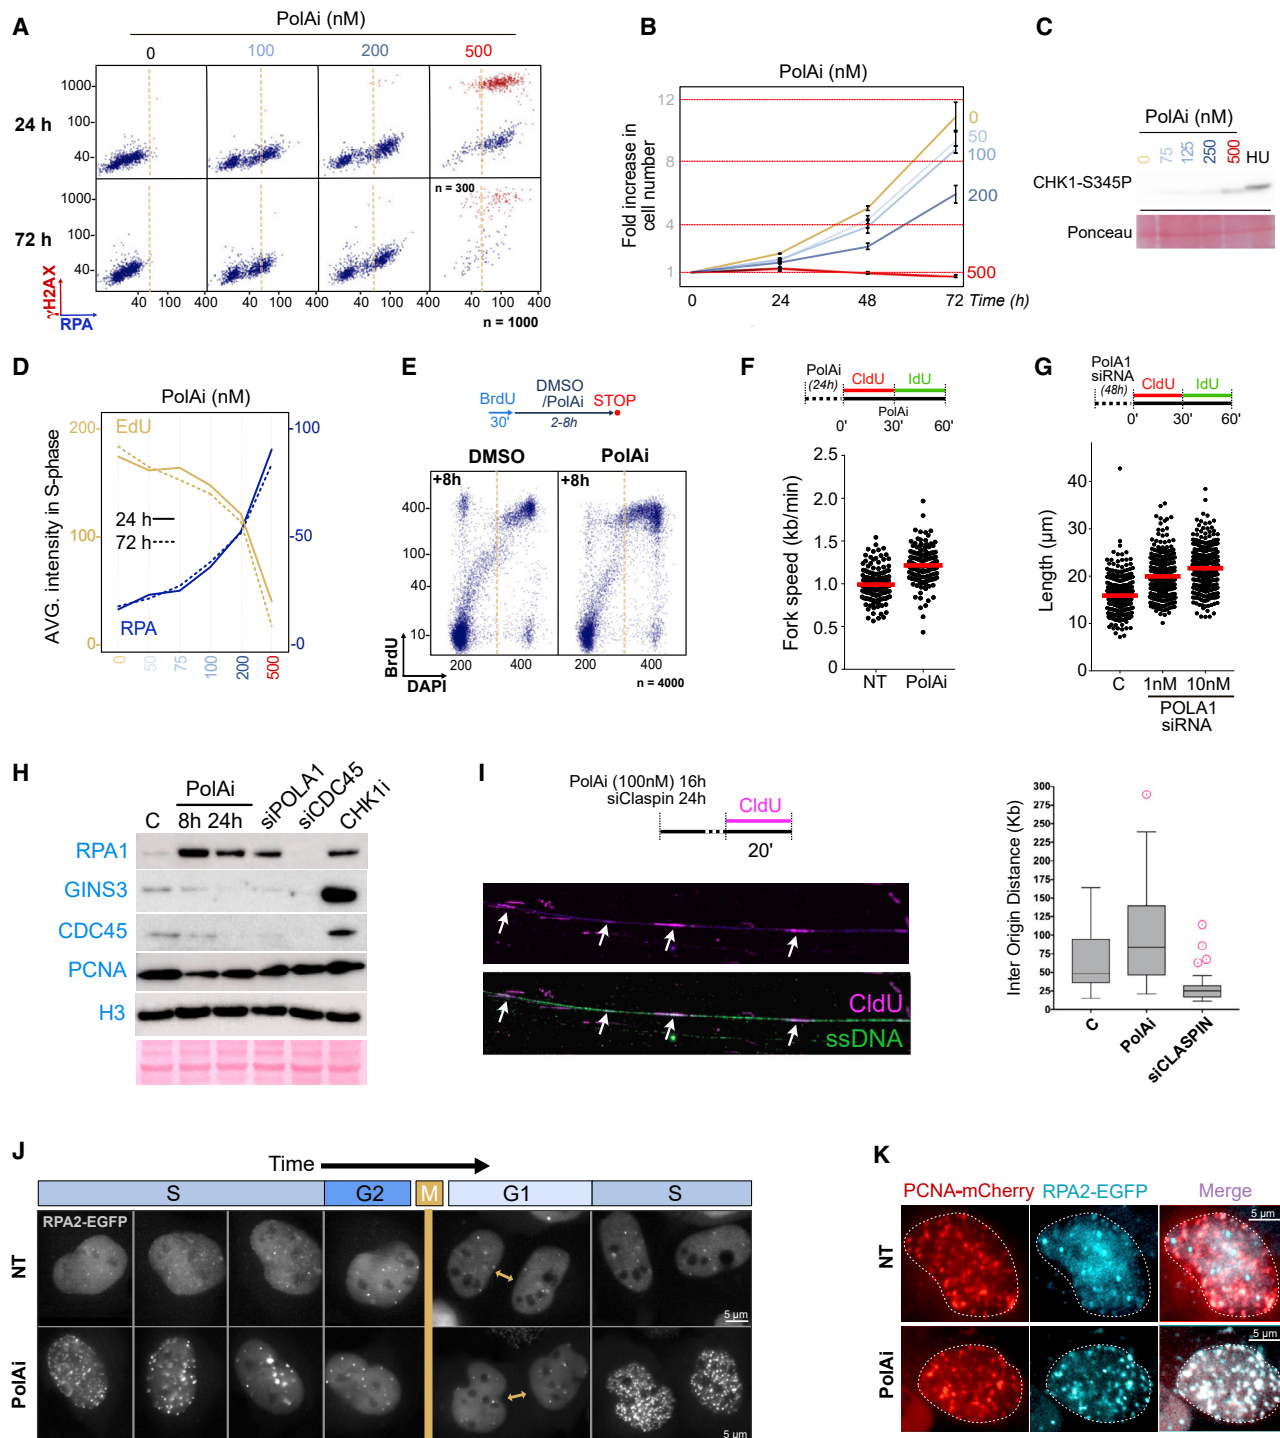 A
PolAi (nM)
0 100 200 500
24 h
1000
100
40
72 h
n = 300
1000
100
40
γH2AX
RPA
40 100 400 40 100 400 40 100 400 40 100 400
n = 1000
B
PolAi (nM)
Fold increase in
cell number
12
8
4
1
0
50
100
200
500
0 24 48 72 Time (h)
C
PolAi (nM)
0 75 125 250 500 HU
CHK1-S345P
Ponceau
D
PolAi (nM)
AVG. intensity in S-phase
EdU
200
100
0
100
50
0
24 h
72 h
RPA
0 50 75 100 200 500
E
BrdU
30'
DMSO
/PolAi
2-8h
STOP
DMSO PolAi
+8h +8h
400
100
40
10
BrdU
DAPI
200 400 200 400
n = 4000
F
PolAi
(24h)
CldU IdU
PolAi
0' 30' 60'
Fork speed (kb/min)
2.5
2.0
1.5
1.0
0.5
0
NT PolAi
G
PolA1
siRNA
(48h)
CldU IdU
0' 30' 60'
Length (µm)
40
30
20
10
0
C 1nM 10nM
POLA1
siRNA
H
PolAi
C 8h 24h siPOLA1 siCDC45 CHK1i
RPA1
GINS3
CDC45
PCNA
H3
I
PolAi (100nM) 16h
siClaspin 24h
CldU
20'
CldU
ssDNA
Inter Origin Distance (Kb)
300
275
250
225
200
175
150
125
100
75
50
25
0
C PolAi siCLASPIN
J
Time
S G2 M G1 S
RPA2-EGFP
NT
5 µm
PolAi
5 µm
K
PCNA-mCherry RPA2-EGFP Merge
NT
5 µm
PolAi
5 µm